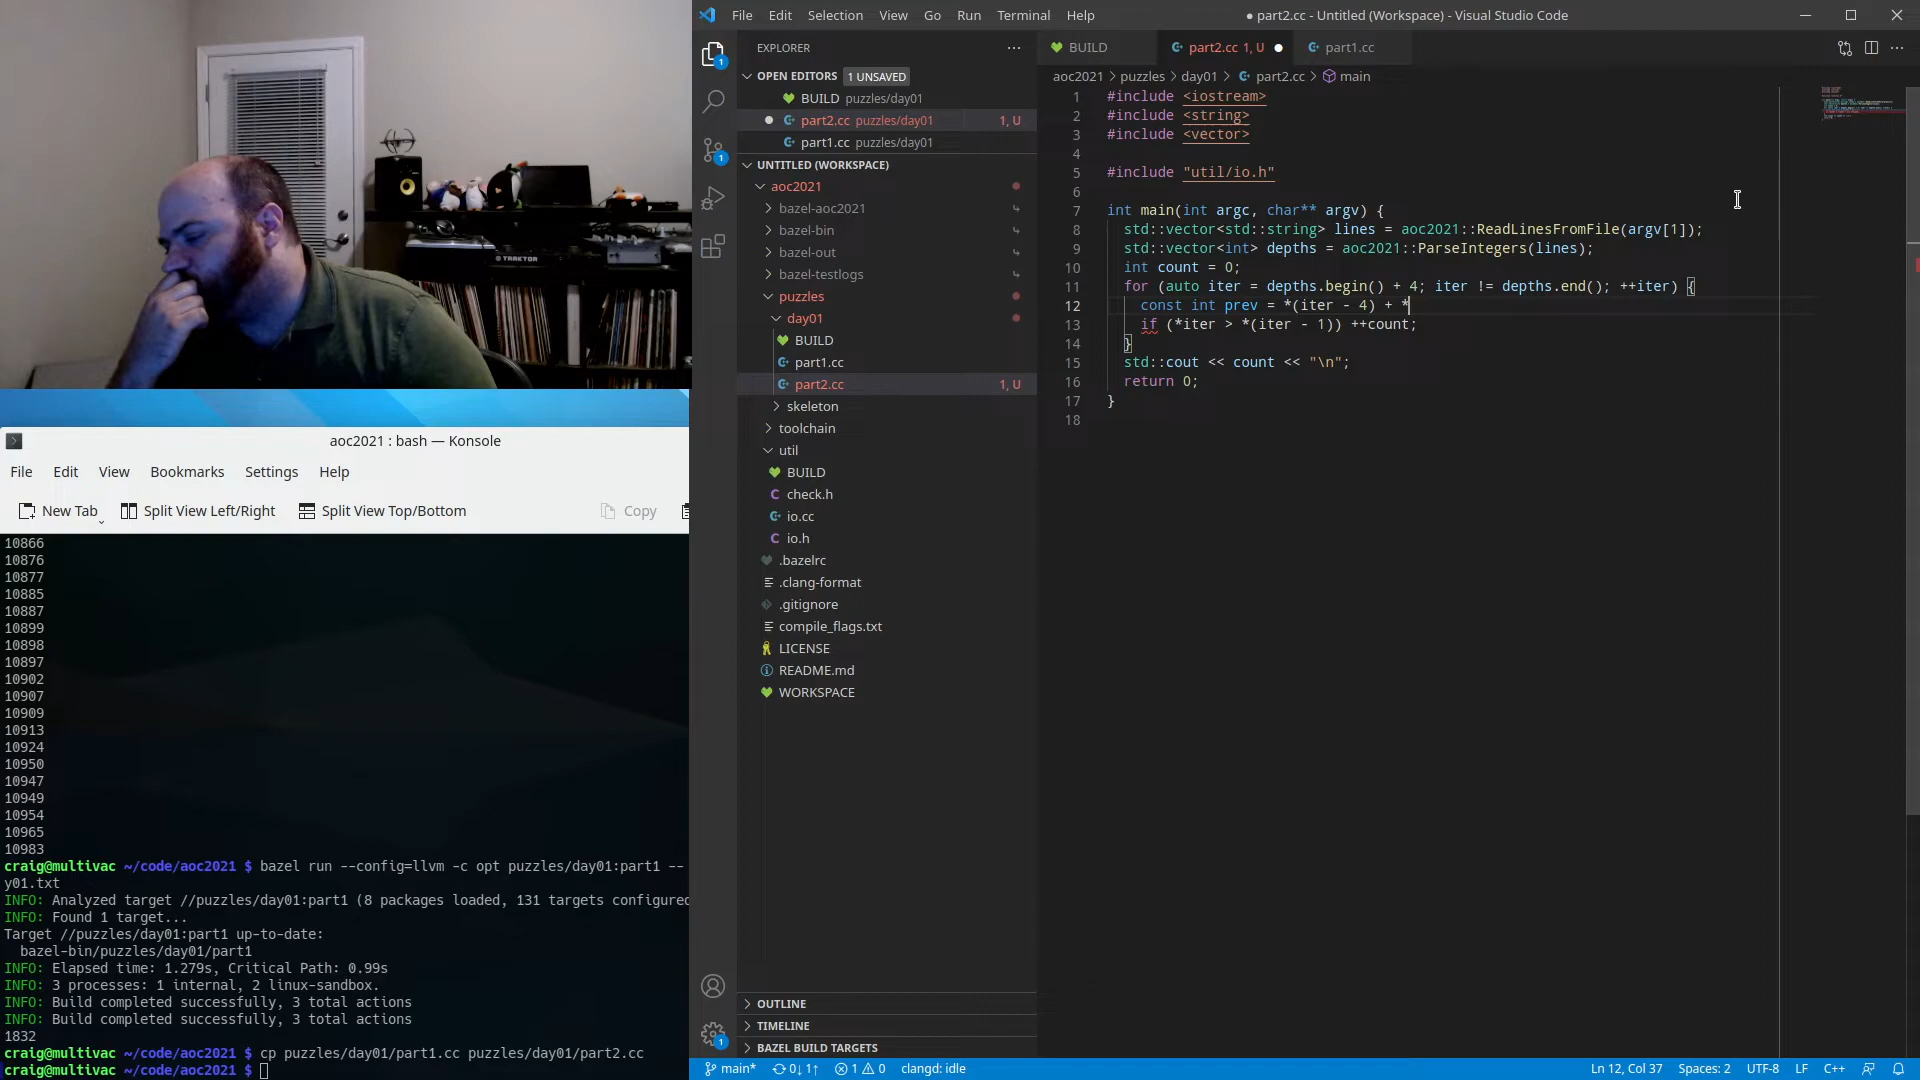 File Edit Selection View Go Run Terminal Help
● part2.cc - Untitled (Workspace) - Visual Studio Code
EXPLORER
OPEN EDITORS 1 UNSAVED
BUILD puzzles/day01
part2.cc puzzles/day01 1, U
part1.cc puzzles/day01
UNTITLED (WORKSPACE)
aoc2021
bazel-aoc2021
bazel-bin
bazel-out
bazel-testlogs
puzzles
day01
BUILD
part1.cc
part2.cc 1, U
skeleton
toolchain
util
BUILD
check.h
io.cc
io.h
.bazelrc
.clang-format
.gitignore
compile_flags.txt
LICENSE
README.md
WORKSPACE
OUTLINE
TIMELINE
BAZEL BUILD TARGETS
BUILD part2.cc 1, U part1.cc
aoc2021 > puzzles > day01 > part2.cc > main
1 #include <iostream>
2 #include <string>
3 #include <vector>
4
5 #include "util/io.h"
6
7 int main(int argc, char** argv) {
8 std::vector<std::string> lines = aoc2021::ReadLinesFromFile(argv[1]);
9 std::vector<int> depths = aoc2021::ParseIntegers(lines);
10 int count = 0;
11 for (auto iter = depths.begin() + 4; iter != depths.end(); ++iter) {
12 const int prev = *(iter - 4) + *
13 if (*iter > *(iter - 1)) ++count;
14 }
15 std::cout << count << "\n";
16 return 0;
17 }
18
main* 0↓ 1↑ 1 0 clangd: idle
Ln 12, Col 37 Spaces: 2 UTF-8 LF C++
TRAKTOR
aoc2021 : bash — Konsole
File Edit View Bookmarks Settings Help
New Tab Split View Left/Right Split View Top/Bottom Copy
10866
10876
10877
10885
10887
10899
10898
10897
10902
10907
10909
10913
10924
10950
10947
10949
10954
10965
10983
craig@multivac ~/code/aoc2021 $ bazel run --config=llvm -c opt puzzles/day01:part1 --
y01.txt
INFO: Analyzed target //puzzles/day01:part1 (8 packages loaded, 131 targets configured
INFO: Found 1 target...
Target //puzzles/day01:part1 up-to-date:
bazel-bin/puzzles/day01/part1
INFO: Elapsed time: 1.279s, Critical Path: 0.99s
INFO: 3 processes: 1 internal, 2 linux-sandbox.
INFO: Build completed successfully, 3 total actions
INFO: Build completed successfully, 3 total actions
1832
craig@multivac ~/code/aoc2021 $ cp puzzles/day01/part1.cc puzzles/day01/part2.cc
craig@multivac ~/code/aoc2021 $